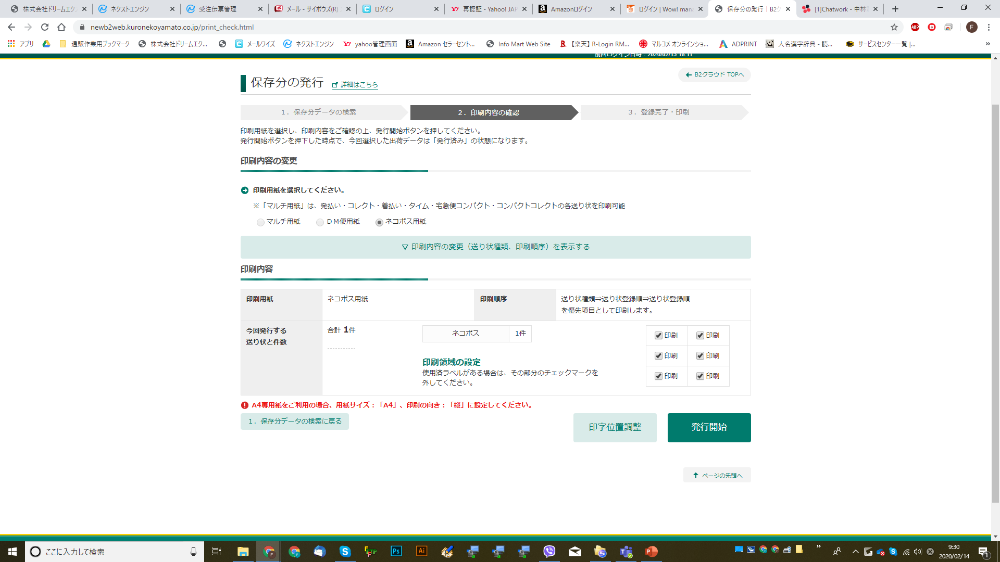 株式会社ドリームエクス
ネクストエンジン
受注伝票管理
メール - サイボウズ(R)
ログイン
再認証 - Yahoo! JAP
Amazonログイン
ログイン | Wow! man
保存分の発行 | B2ク
[1]Chatwork - 中林
newb2web.kuronekoyamato.co.jp/print_check.html
アプリ
通販作業用ブックマーク
株式会社ドリームエク...
メールワイズ
ネクストエンジン
yahoo管理画面
Amazon セラーセント...
Info Mart Web Site
【楽天】R-Login RM...
マルコメ オンラインショ...
ADPRINT
人名漢字辞典 - 読...
サービスセンター一覧 |...
前回ログイン日時：2020/02/13 18:11
保存分の発行 詳細はこちら
B2クラウド TOPへ
1．保存分データの検索
2．印刷内容の確認
3．登録完了・印刷
印刷用紙を選択し、印刷内容をご確認の上、発行開始ボタンを押してください。
発行開始ボタンを押下した時点で、今回選択した出荷データは「発行済み」の状態になります。
印刷内容の変更
印刷用紙を選択してください。
※「マルチ用紙」は、発払い・コレクト・着払い・タイム・宅急便コンパクト・コンパクトコレクトの各送り状を印刷可能
マルチ用紙 ＤＭ便用紙 ネコポス用紙
▽ 印刷内容の変更（送り状種類、印刷順序）を表示する
印刷内容
印刷用紙
ネコポス用紙
印刷順序
送り状種類⇒送り状登録順⇒送り状登録順
を優先項目として印刷します。
今回発行する
送り状と件数
合計 1件
ネコポス 1件
印刷領域の設定
使用済ラベルがある場合は、その部分のチェックマークを
外してください。
印刷 印刷
印刷 印刷
印刷 印刷
A4専用紙をご利用の場合、用紙サイズ：「A4」、印刷の向き：「縦」に設定してください。
1．保存分データの検索に戻る
印字位置調整
発行開始
ページの先頭へ
ここに入力して検索
9:30
2020/02/14